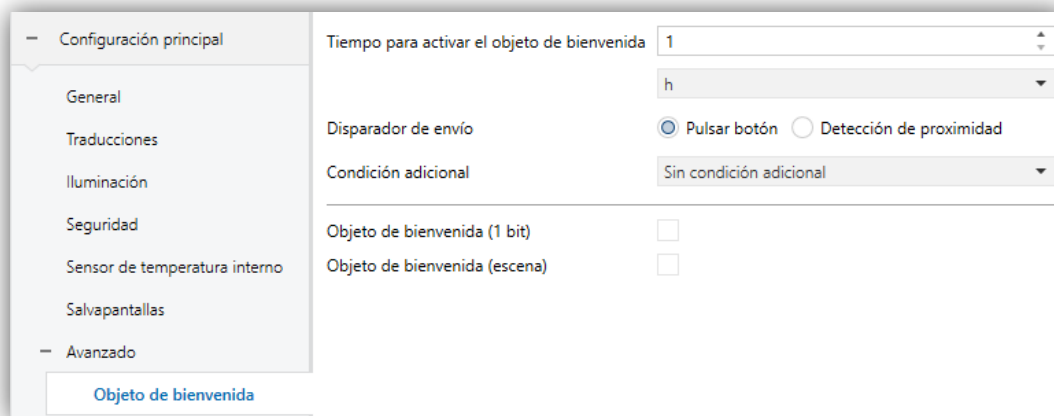 Configuración principal
General
Traducciones
Iluminación
Seguridad
Sensor de temperatura interno
Salvapantallas
Avanzado
Objeto de bienvenida
Tiempo para activar el objeto de bienvenida 1
h
Disparador de envío Pulsar botón Detección de proximidad
Condición adicional Sin condición adicional
Objeto de bienvenida (1 bit)
Objeto de bienvenida (escena)